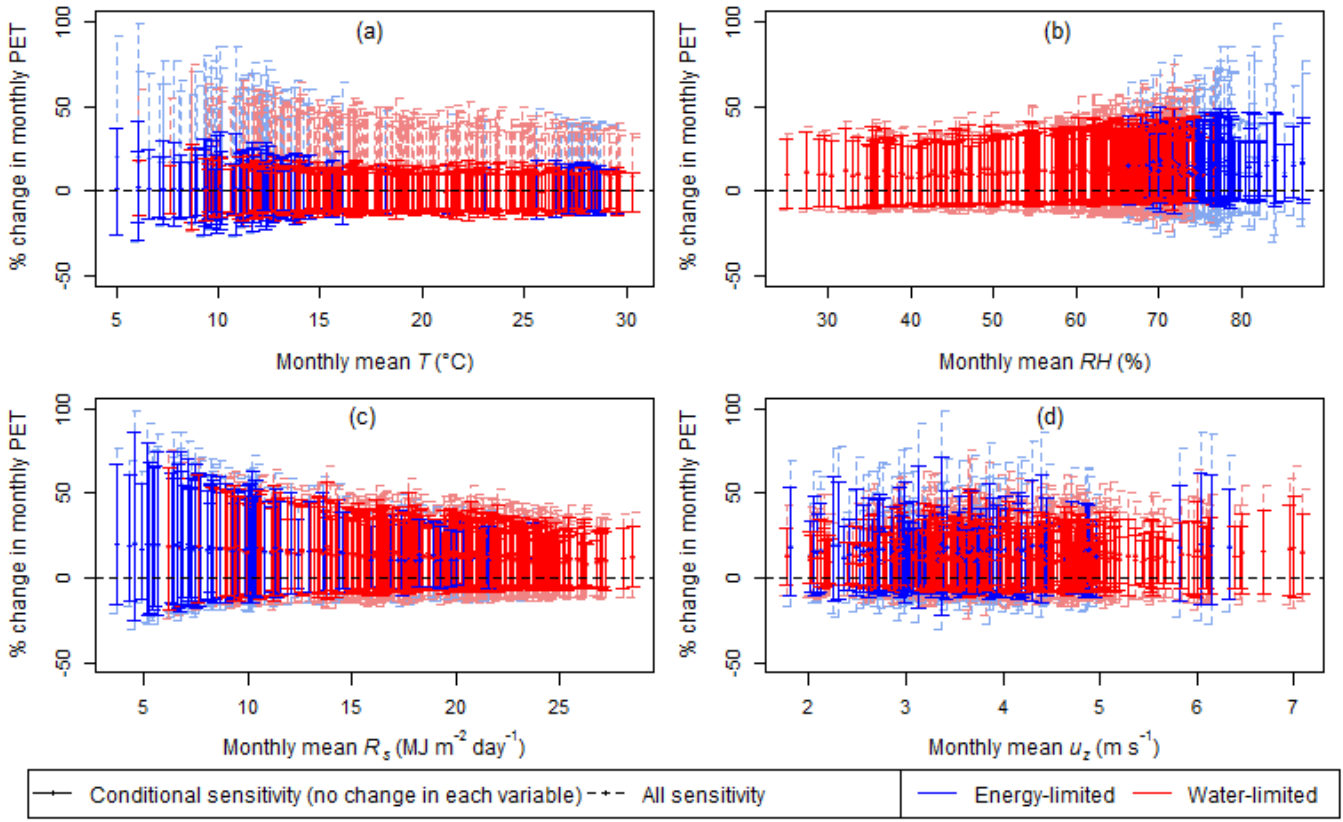 (a)
% change in monthly PET
100
50
0
-50
5 10 15 20 25 30
Monthly mean T (°C)
(b)
% change in monthly PET
100
50
0
-50
30 40 50 60 70 80
Monthly mean RH (%)
(c)
% change in monthly PET
100
50
0
-50
5 10 15 20 25
Monthly mean Rₛ (MJ m⁻² day⁻¹)
(d)
% change in monthly PET
100
50
0
-50
2 3 4 5 6 7
Monthly mean u_z (m s⁻¹)
Conditional sensitivity (no change in each variable) All sensitivity Energy-limited Water-limited